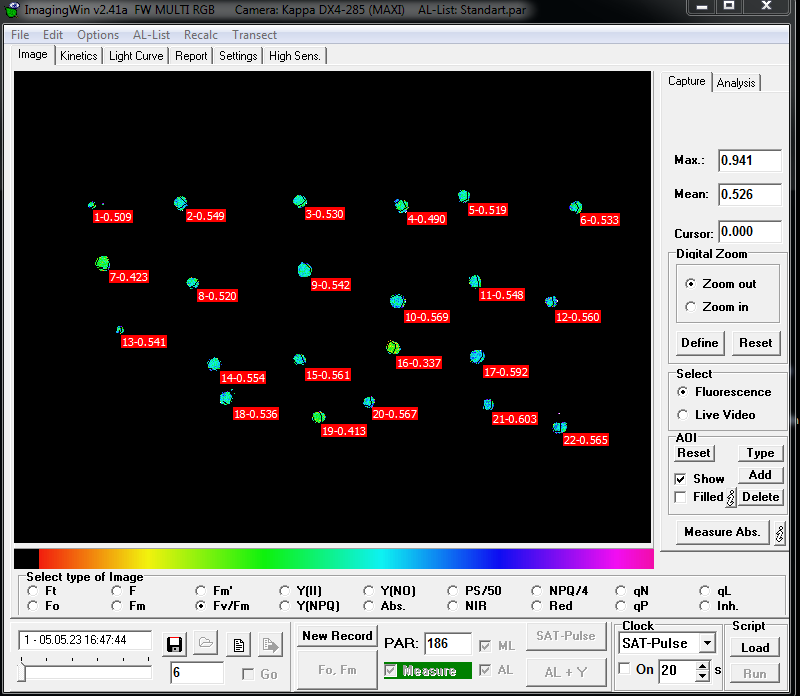 ImagingWin v2.41a FW MULTI RGB Camera: Kappa DX4-285 (MAXI) AL-List: Standart.par
File Edit Options AL-List Recalc Transect
Image Kinetics Light Curve Report Settings High Sens.
Capture Analysis
Max.: 0.941
Mean: 0.526
Cursor: 0.000
Digital Zoom
Zoom out
Zoom in
Define Reset
Select
Fluorescence
Live Video
AOI
Reset Type
Show Add
Filled Delete
Measure Abs.
1-0.509
2-0.549
3-0.530
4-0.490
5-0.519
6-0.533
7-0.423
8-0.520
9-0.542
10-0.569
11-0.548
12-0.560
13-0.541
14-0.554
15-0.561
16-0.337
17-0.592
18-0.536
19-0.413
20-0.567
21-0.603
22-0.565
Select type of Image
Ft F Fm' Y(II) Y(NO) PS/50 NPQ/4 qN qL
Fo Fm Fv/Fm Y(NPQ) Abs. NIR Red qP Inh.
1 - 05.05.23 16:47:44
6
Go
New Record
Fo, Fm
PAR: 186
Measure
ML
AL
SAT-Pulse
AL + Y
Clock
SAT-Pulse
On 20 s
Script
Load
Run